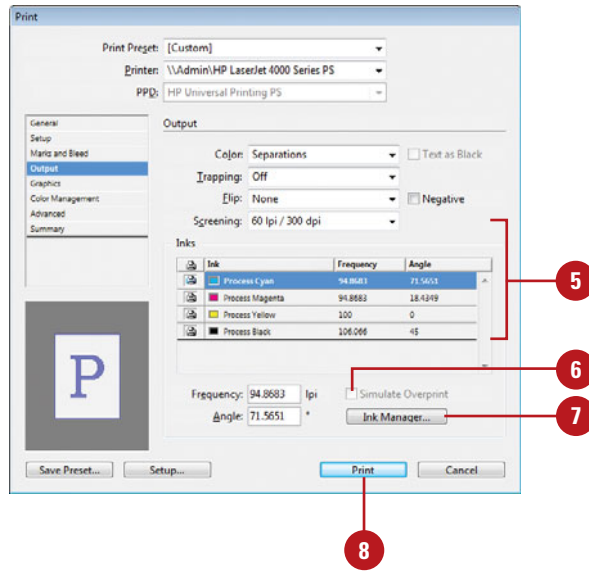 Print
Print Preset: [Custom]
Printer: \\Admin\HP LaserJet 4000 Series PS
PPD: HP Universal Printing PS
General
Setup
Marks and Bleed
Output
Graphics
Color Management
Advanced
Summary
Output
Color: Separations Text as Black
Trapping: Off
Flip: None Negative
Screening: 60 lpi / 300 dpi
Inks
Ink Frequency Angle
Process Cyan 94.8683 71.5651
Process Magenta 94.8683 18.4349
Process Yellow 100 0
Process Black 106.066 45
5
P
Frequency: 94.8683 lpi Simulate Overprint
6
Angle: 71.5651 ° Ink Manager...
7
Save Preset... Setup... Print Cancel
8